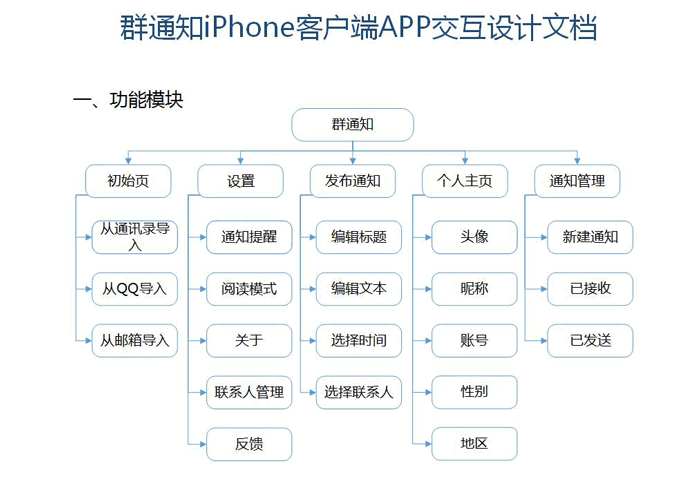 群通知iPhone客户端APP交互设计文档
一、功能模块
群通知
初始页
设置
发布通知
个人主页
通知管理
从通讯录导
入
通知提醒
编辑标题
头像
新建通知
从QQ导入
阅读模式
编辑文本
昵称
已接收
从邮箱导入
关于
选择时间
账号
已发送
联系人管理
选择联系人
性别
反馈
地区